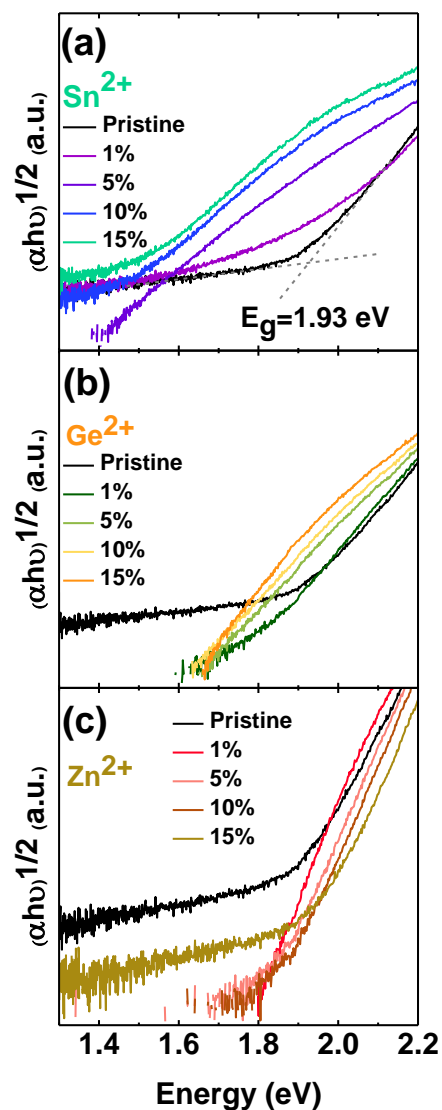 (a)
Sn2+
Pristine
1%
5%
10%
15%
Eg=1.93 eV
(αhυ)1/2 (a.u.)
(b)
Ge2+
Pristine
1%
5%
10%
15%
(αhυ)1/2 (a.u.)
(c)
Zn2+
Pristine
1%
5%
10%
15%
(αhυ)1/2 (a.u.)
1.4 1.6 1.8 2.0 2.2
Energy (eV)